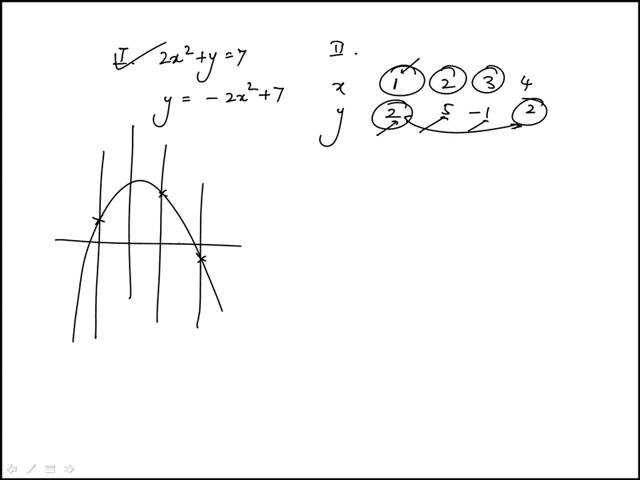 I. 2x²+y=7
y = -2x²+7
II.
x 1 2 3 4
y 2 5 -1 2